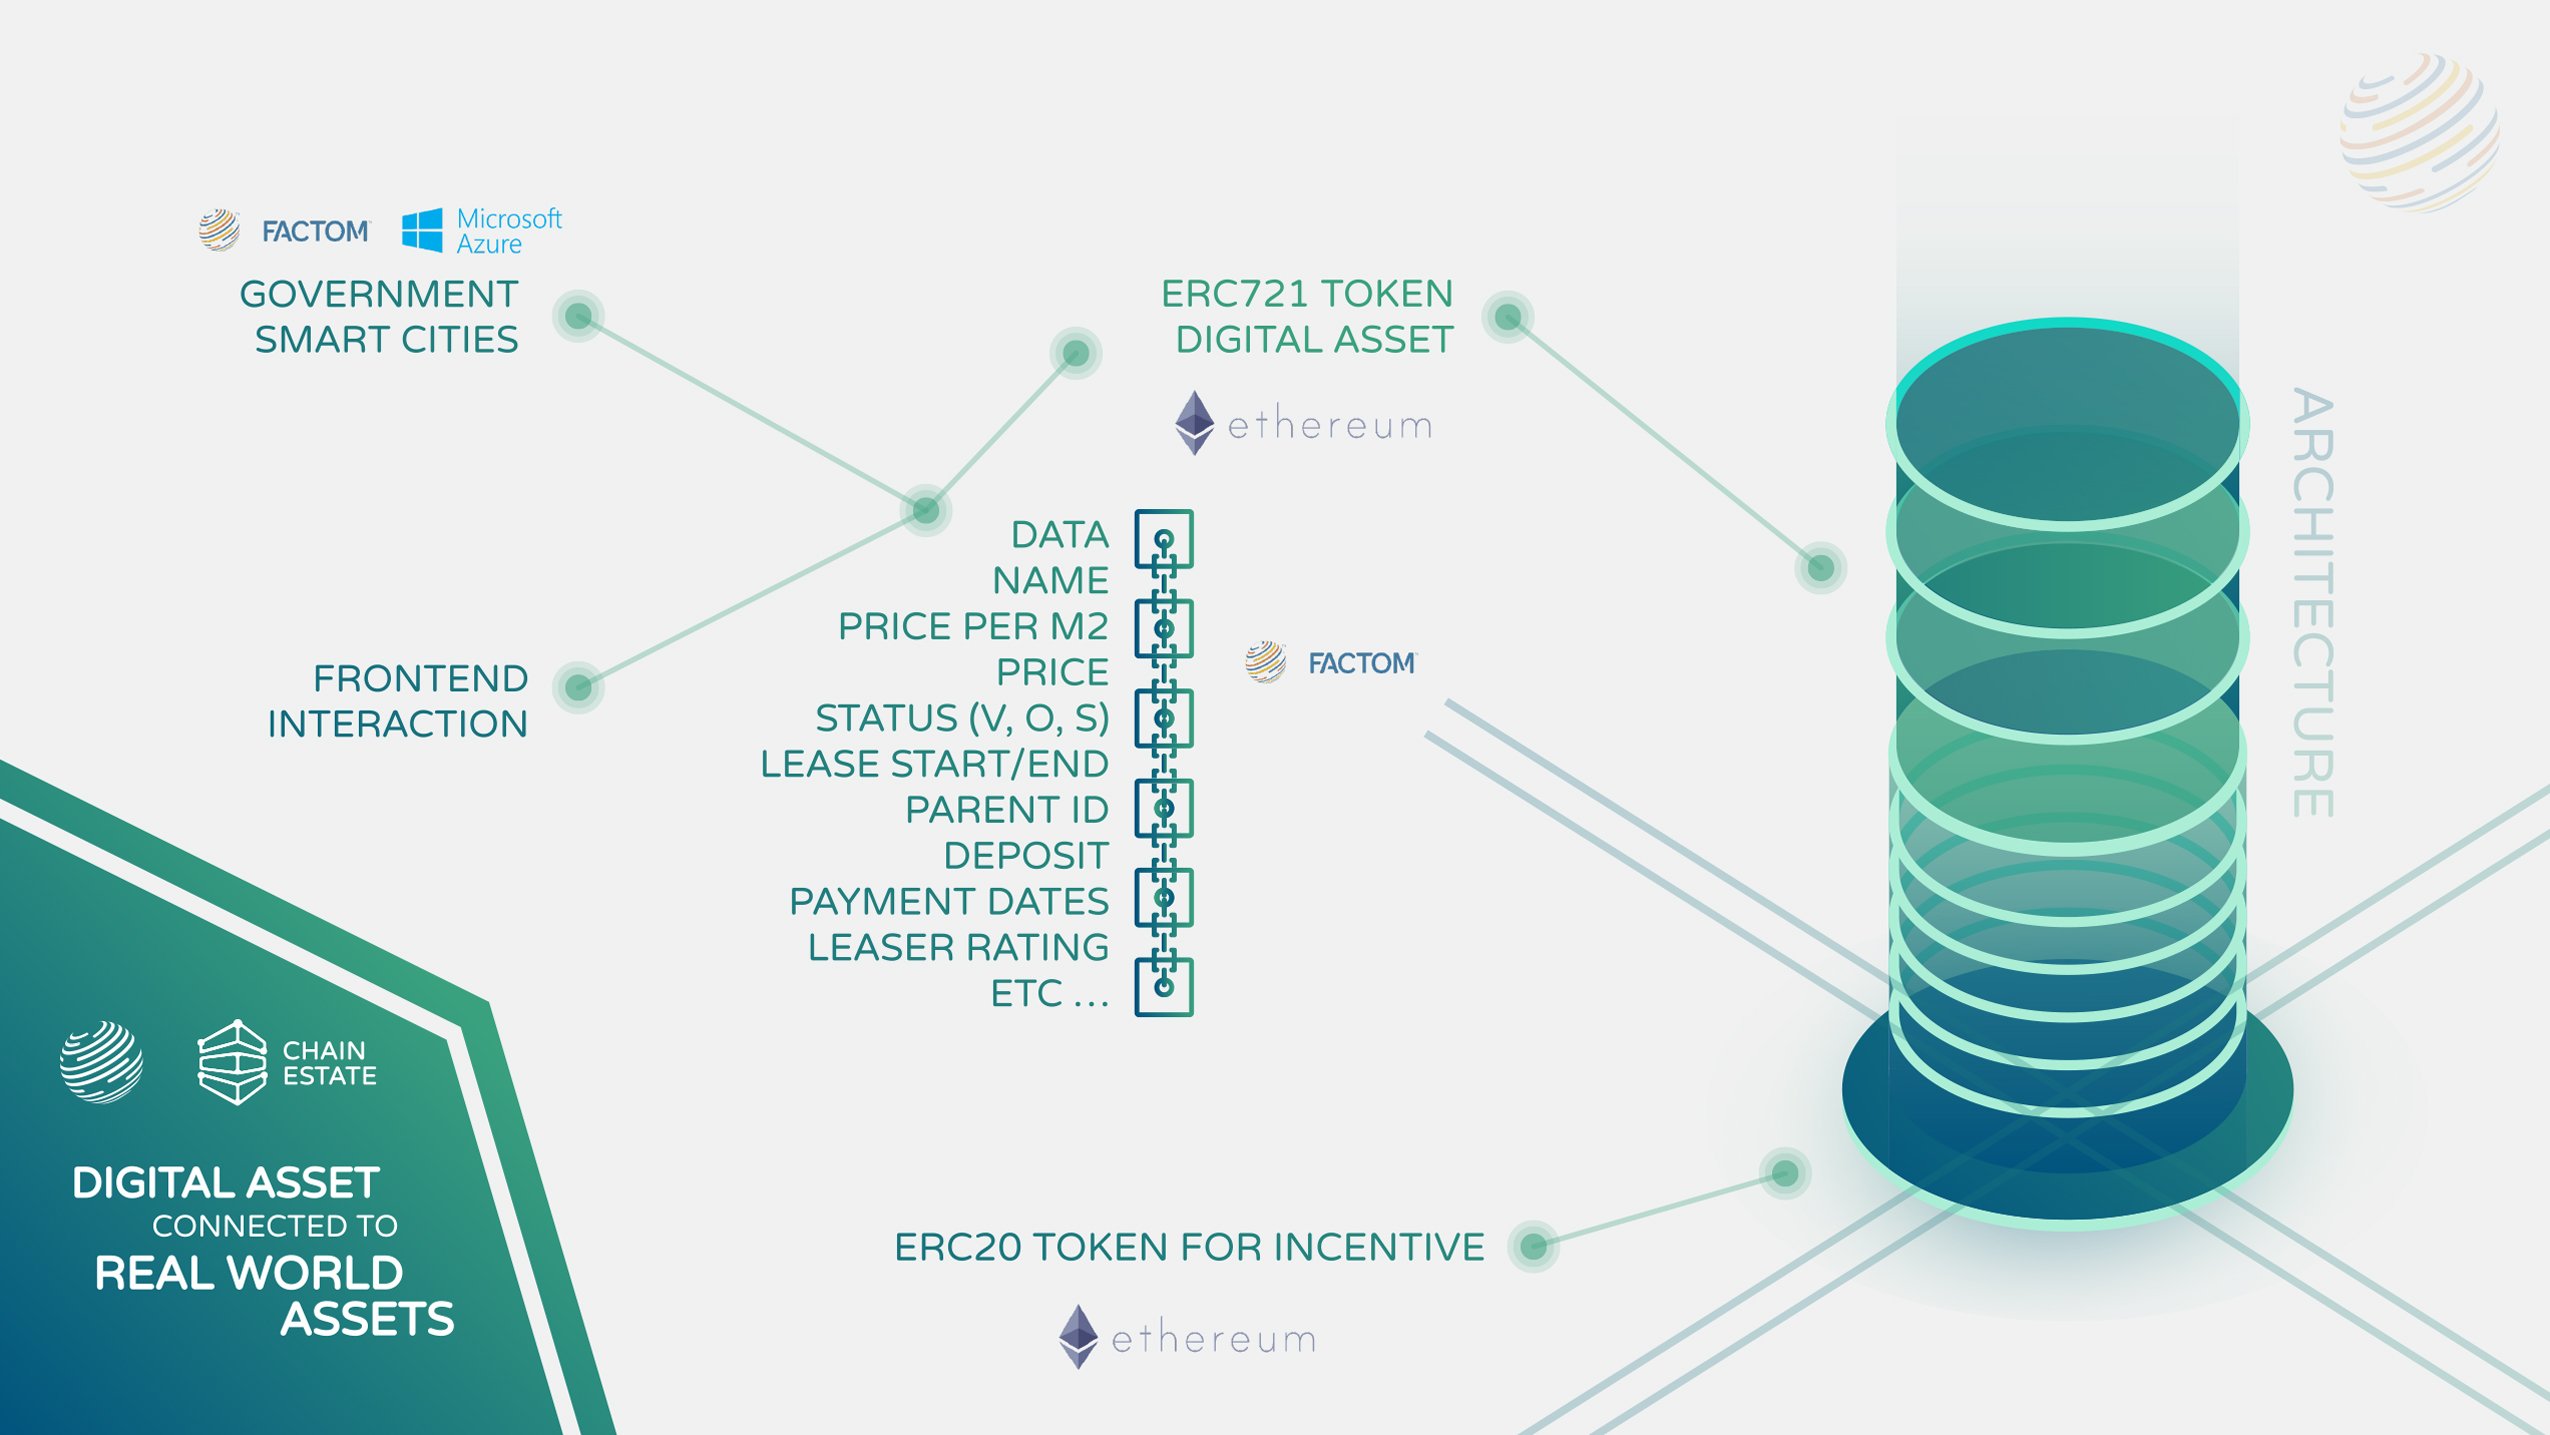 FACTOM
Microsoft
Azure
GOVERNMENT
SMART CITIES
FRONTEND
INTERACTION
ERC721 TOKEN
DIGITAL ASSET
ethereum
DATA
NAME
PRICE PER M2
PRICE
STATUS (V, O, S)
LEASE START/END
PARENT ID
DEPOSIT
PAYMENT DATES
LEASER RATING
ETC ...
FACTOM
ERC20 TOKEN FOR INCENTIVE
ethereum
ARCHITECTURE
CHAIN
ESTATE
DIGITAL ASSET
CONNECTED TO
REAL WORLD
ASSETS